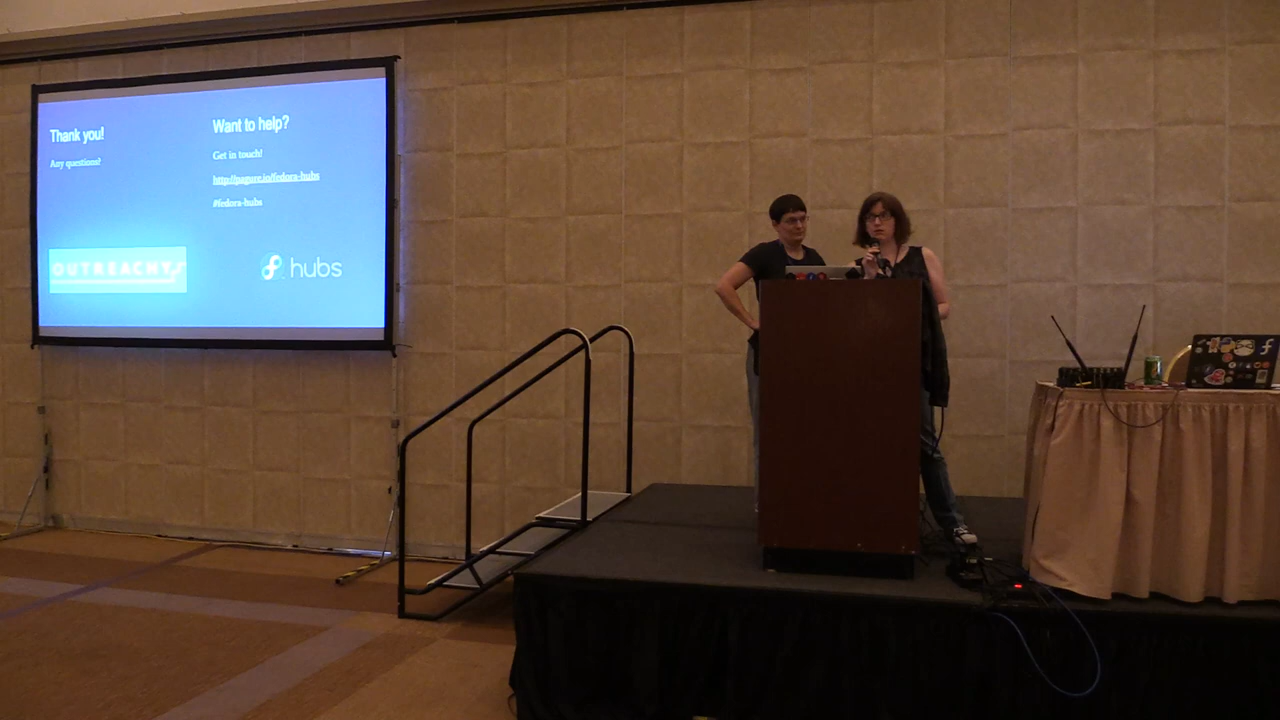 Thank you!
Any questions?
Want to help?
Get in touch!
http://pagure.io/fedora-hubs
#fedora-hubs
OUTREACHY
hubs